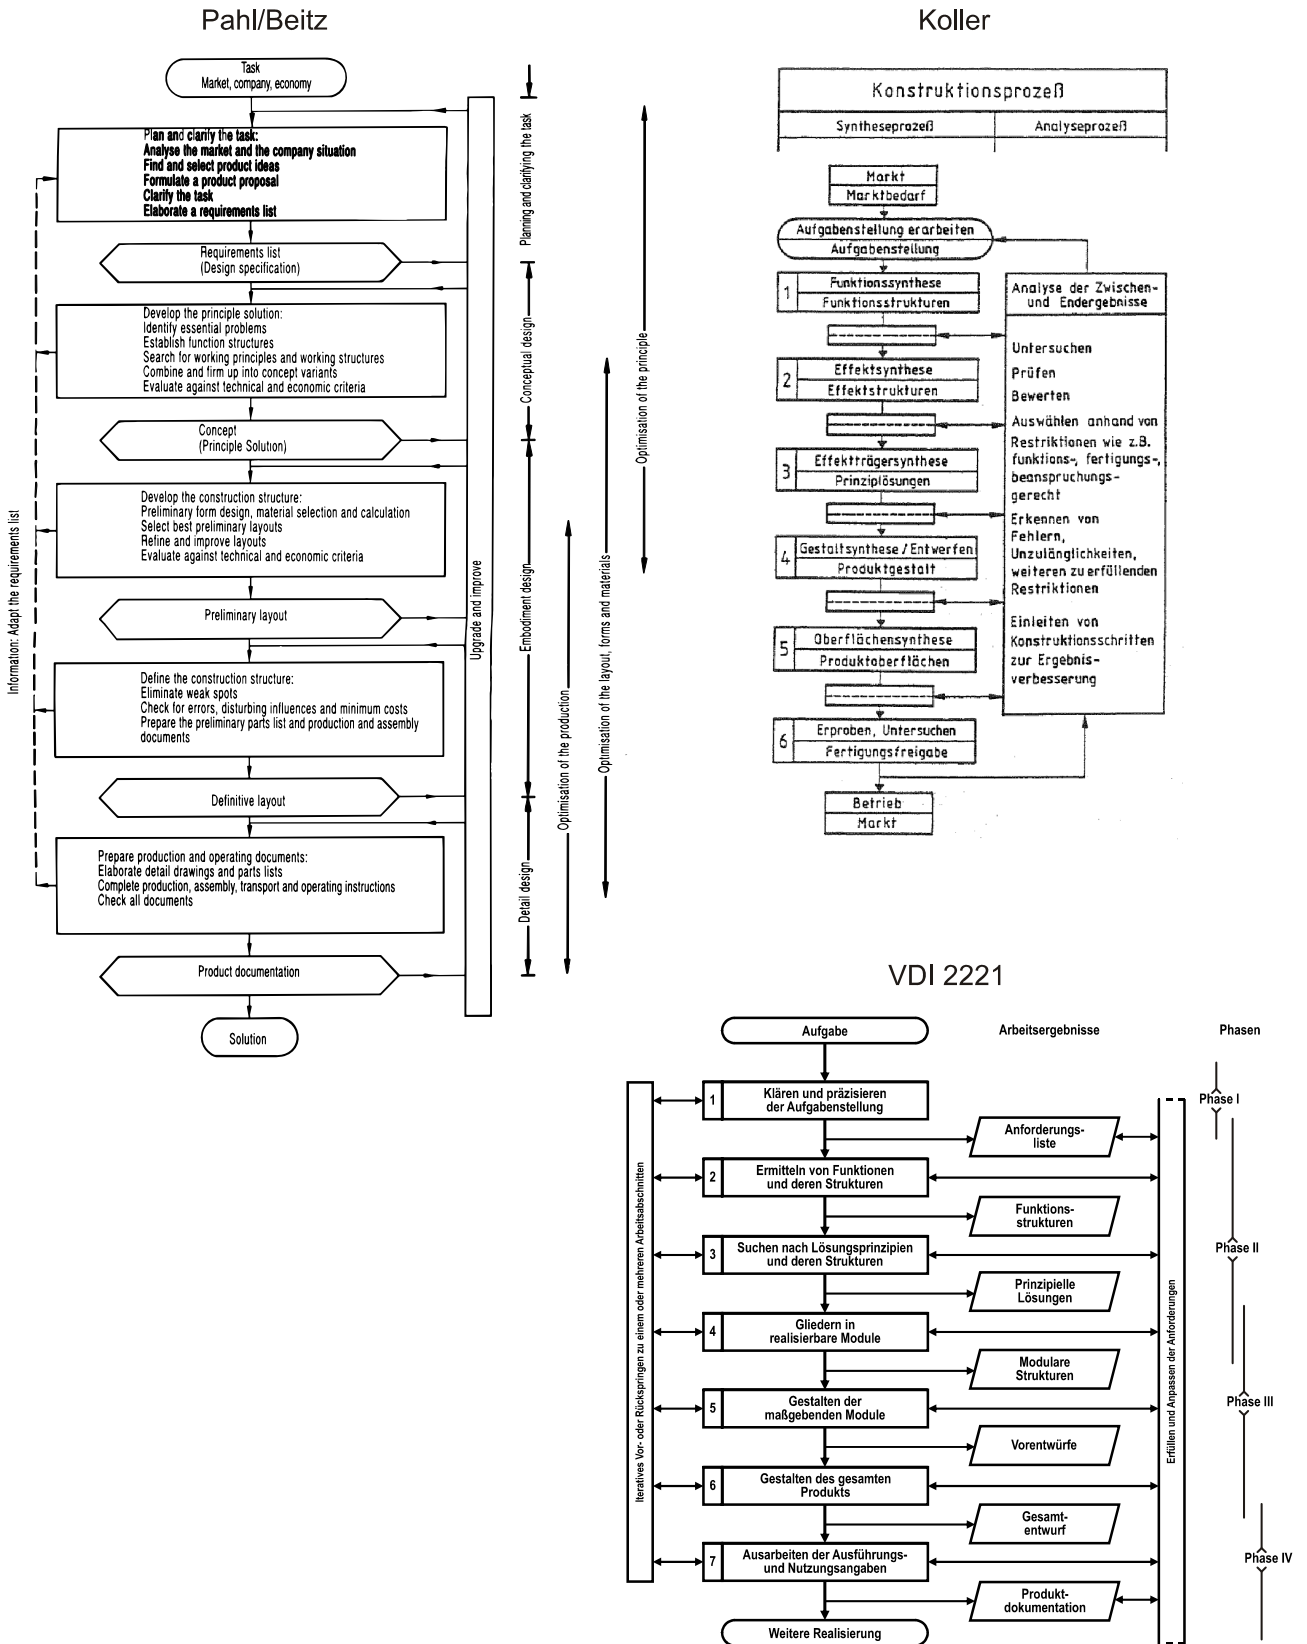 Pahl/Beitz
Task
Market, company, economy
Plan and clarify the task:
Analyse the market and the company situation
Find and select product ideas
Formulate a product proposal
Clarify the task
Elaborate a requirements list
Requirements list
(Design specification)
Develop the principle solution:
Identify essential problems
Establish function structures
Search for working principles and working structures
Combine and firm up into concept variants
Evaluate against technical and economic criteria
Concept
(Principle Solution)
Develop the construction structure:
Preliminary form design, material selection and calculation
Select best preliminary layouts
Refine and improve layouts
Evaluate against technical and economic criteria
Preliminary layout
Define the construction structure:
Eliminate weak spots
Check for errors, disturbing influences and minimum costs
Prepare the preliminary parts list and production and assembly
documents
Definitive layout
Prepare production and operating documents:
Elaborate detail drawings and parts lists
Complete production, assembly, transport and operating instructions
Check all documents
Product documentation
Solution
Information: Adapt the requirements list
Upgrade and improve
Planning and clarifying the task
Conceptual design
Embodiment design
Detail design
Optimisation of the production
Optimisation of the layout, forms and materials
Optimisation of the principle
Koller
Konstruktionsprozeß
Syntheseprozeß
Analyseprozeß
Markt
Marktbedarf
Aufgabenstellung erarbeiten
Aufgabenstellung
1
Funktionssynthese
Funktionsstrukturen
2
Effektsynthese
Effektstrukturen
3
Effektträgersynthese
Prinziplösungen
4
Gestaltsynthese / Entwerfen
Produktgestalt
5
Oberflächensynthese
Produktoberflächen
6
Erproben, Untersuchen
Fertigungsfreigabe
Betrieb
Markt
Analyse der Zwischen-
und Endergebnisse
Untersuchen
Prüfen
Bewerten
Auswählen anhand von
Restriktionen wie z.B.
funktions-, fertigungs-,
beanspruchungs-
gerecht
Erkennen von
Fehlern,
Unzulänglichkeiten,
weiteren zu erfüllenden
Restriktionen
Einleiten von
Konstruktionsschritten
zur Ergebnis-
verbesserung
VDI 2221
Aufgabe
Arbeitsergebnisse
Phasen
1
Klären und präzisieren
der Aufgabenstellung
Anforderungs-
liste
2
Ermitteln von Funktionen
und deren Strukturen
Funktions-
strukturen
3
Suchen nach Lösungsprinzipien
und deren Strukturen
Prinzipielle
Lösungen
4
Gliedern in
realisierbare Module
Modulare
Strukturen
5
Gestalten der
maßgebenden Module
Vorentwürfe
6
Gestalten des gesamten
Produkts
Gesamt-
entwurf
7
Ausarbeiten der Ausführungs-
und Nutzungsangaben
Produkt-
dokumentation
Weitere Realisierung
Iteratives Vor- oder Rückspringen zu einem oder mehreren Arbeitsabschnitten
Erfüllen und Anpassen der Anforderungen
Phase I
Phase II
Phase III
Phase IV